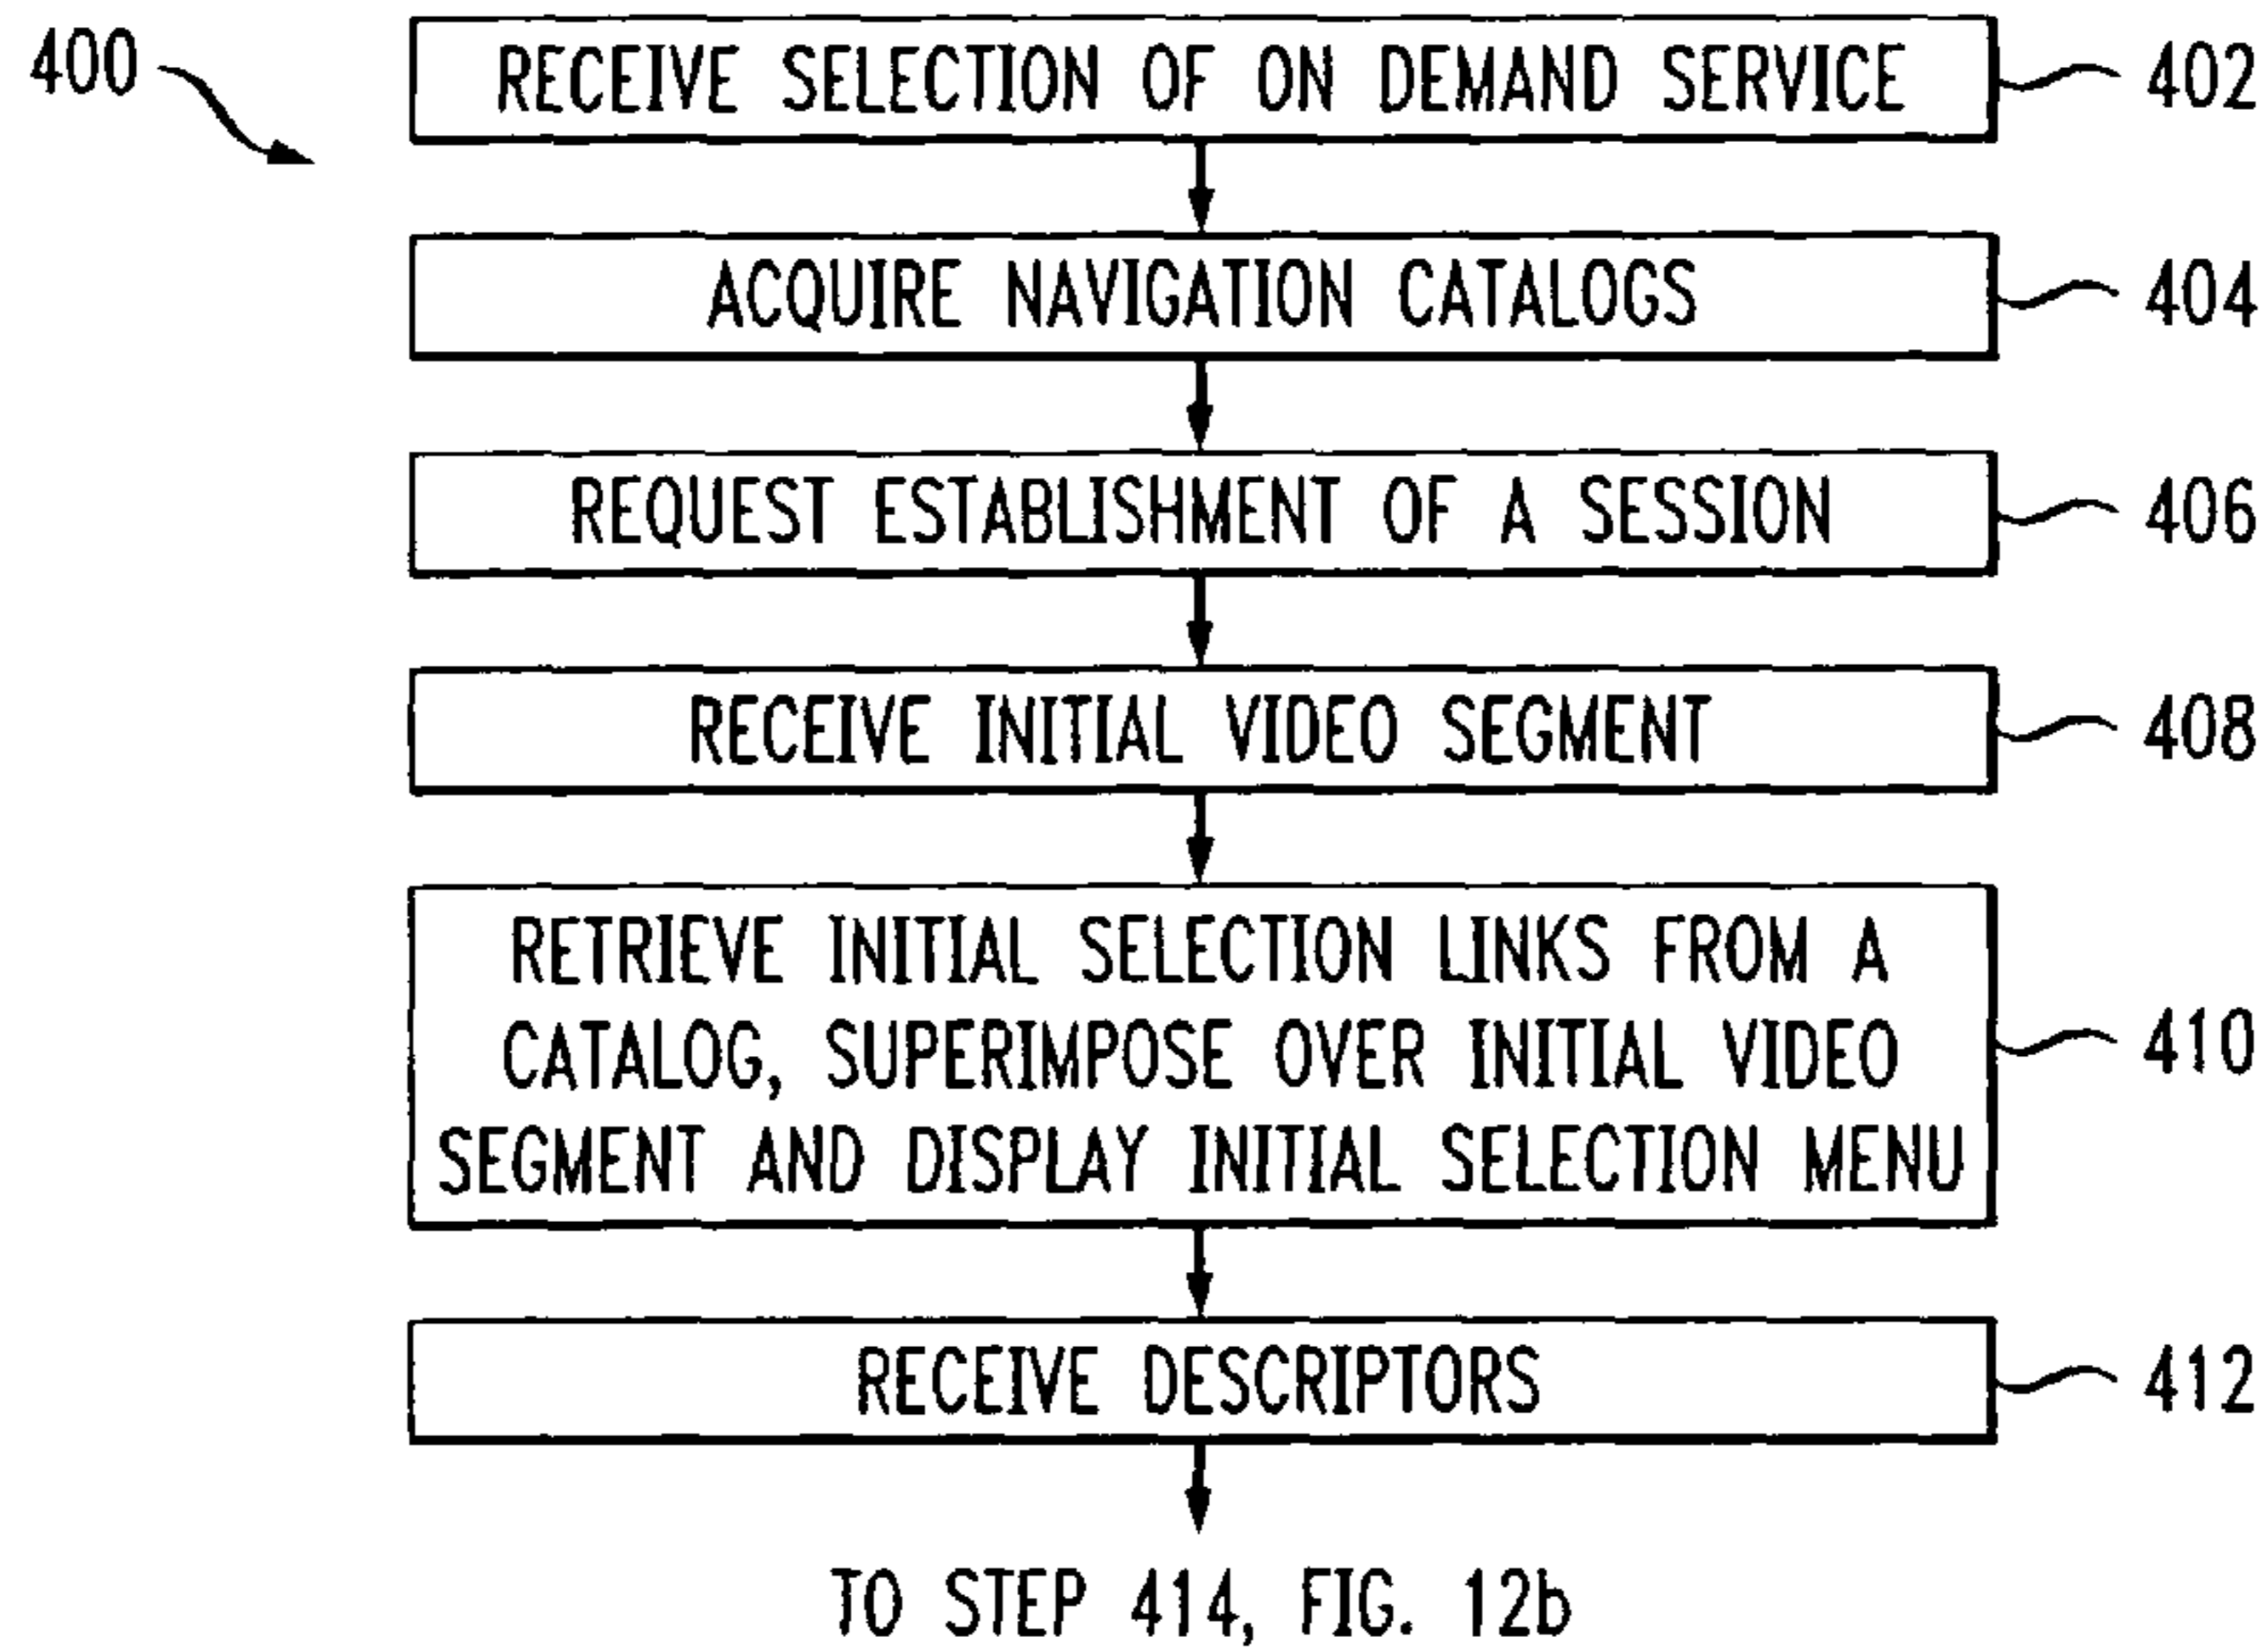 400
RECEIVE SELECTION OF ON DEMAND SERVICE
402
ACQUIRE NAVIGATION CATALOGS
404
REQUEST ESTABLISHMENT OF A SESSION
406
RECEIVE INITIAL VIDEO SEGMENT
408
RETRIEVE INITIAL SELECTION LINKS FROM A
CATALOG, SUPERIMPOSE OVER INITIAL VIDEO
SEGMENT AND DISPLAY INITIAL SELECTION MENU
410
RECEIVE DESCRIPTORS
412
TO STEP 414, FIG. 12b